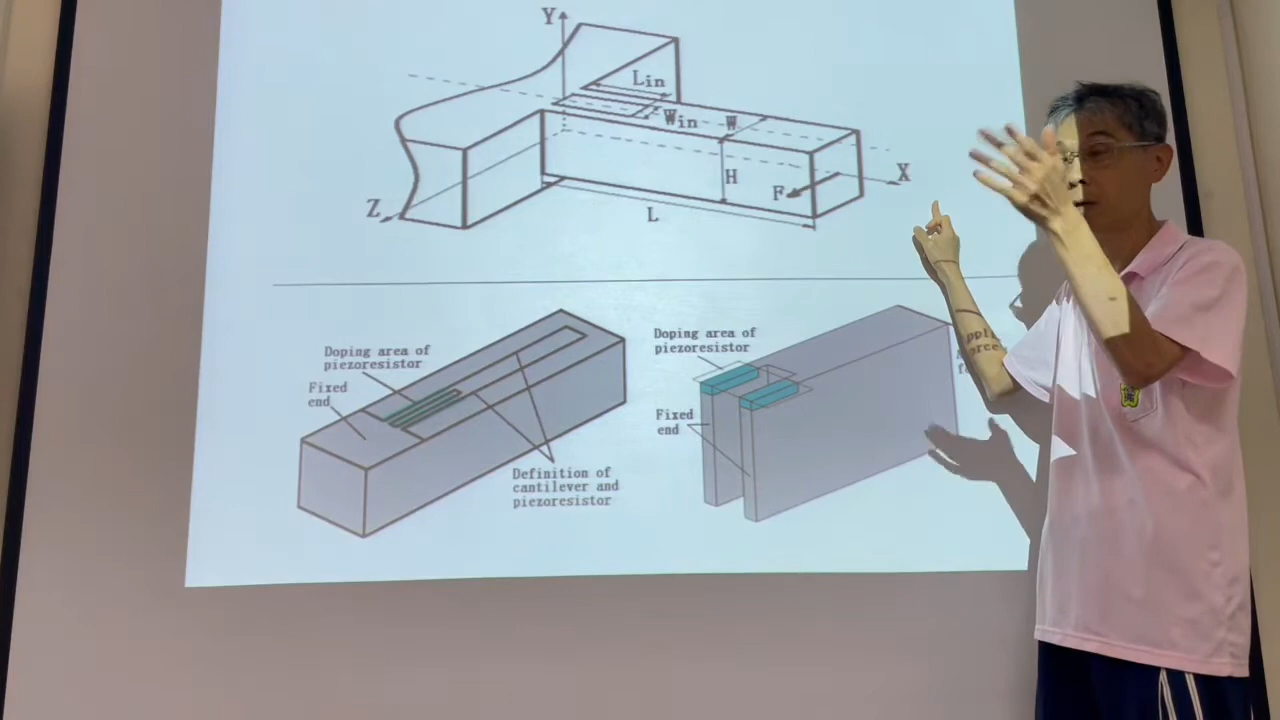 Y
Lin
Win
W
H
F
X
Z
L
Doping area of
piezoresistor
Fixed
end
Definition of
cantilever and
piezoresistor
Doping area of
piezoresistor
Fixed
end